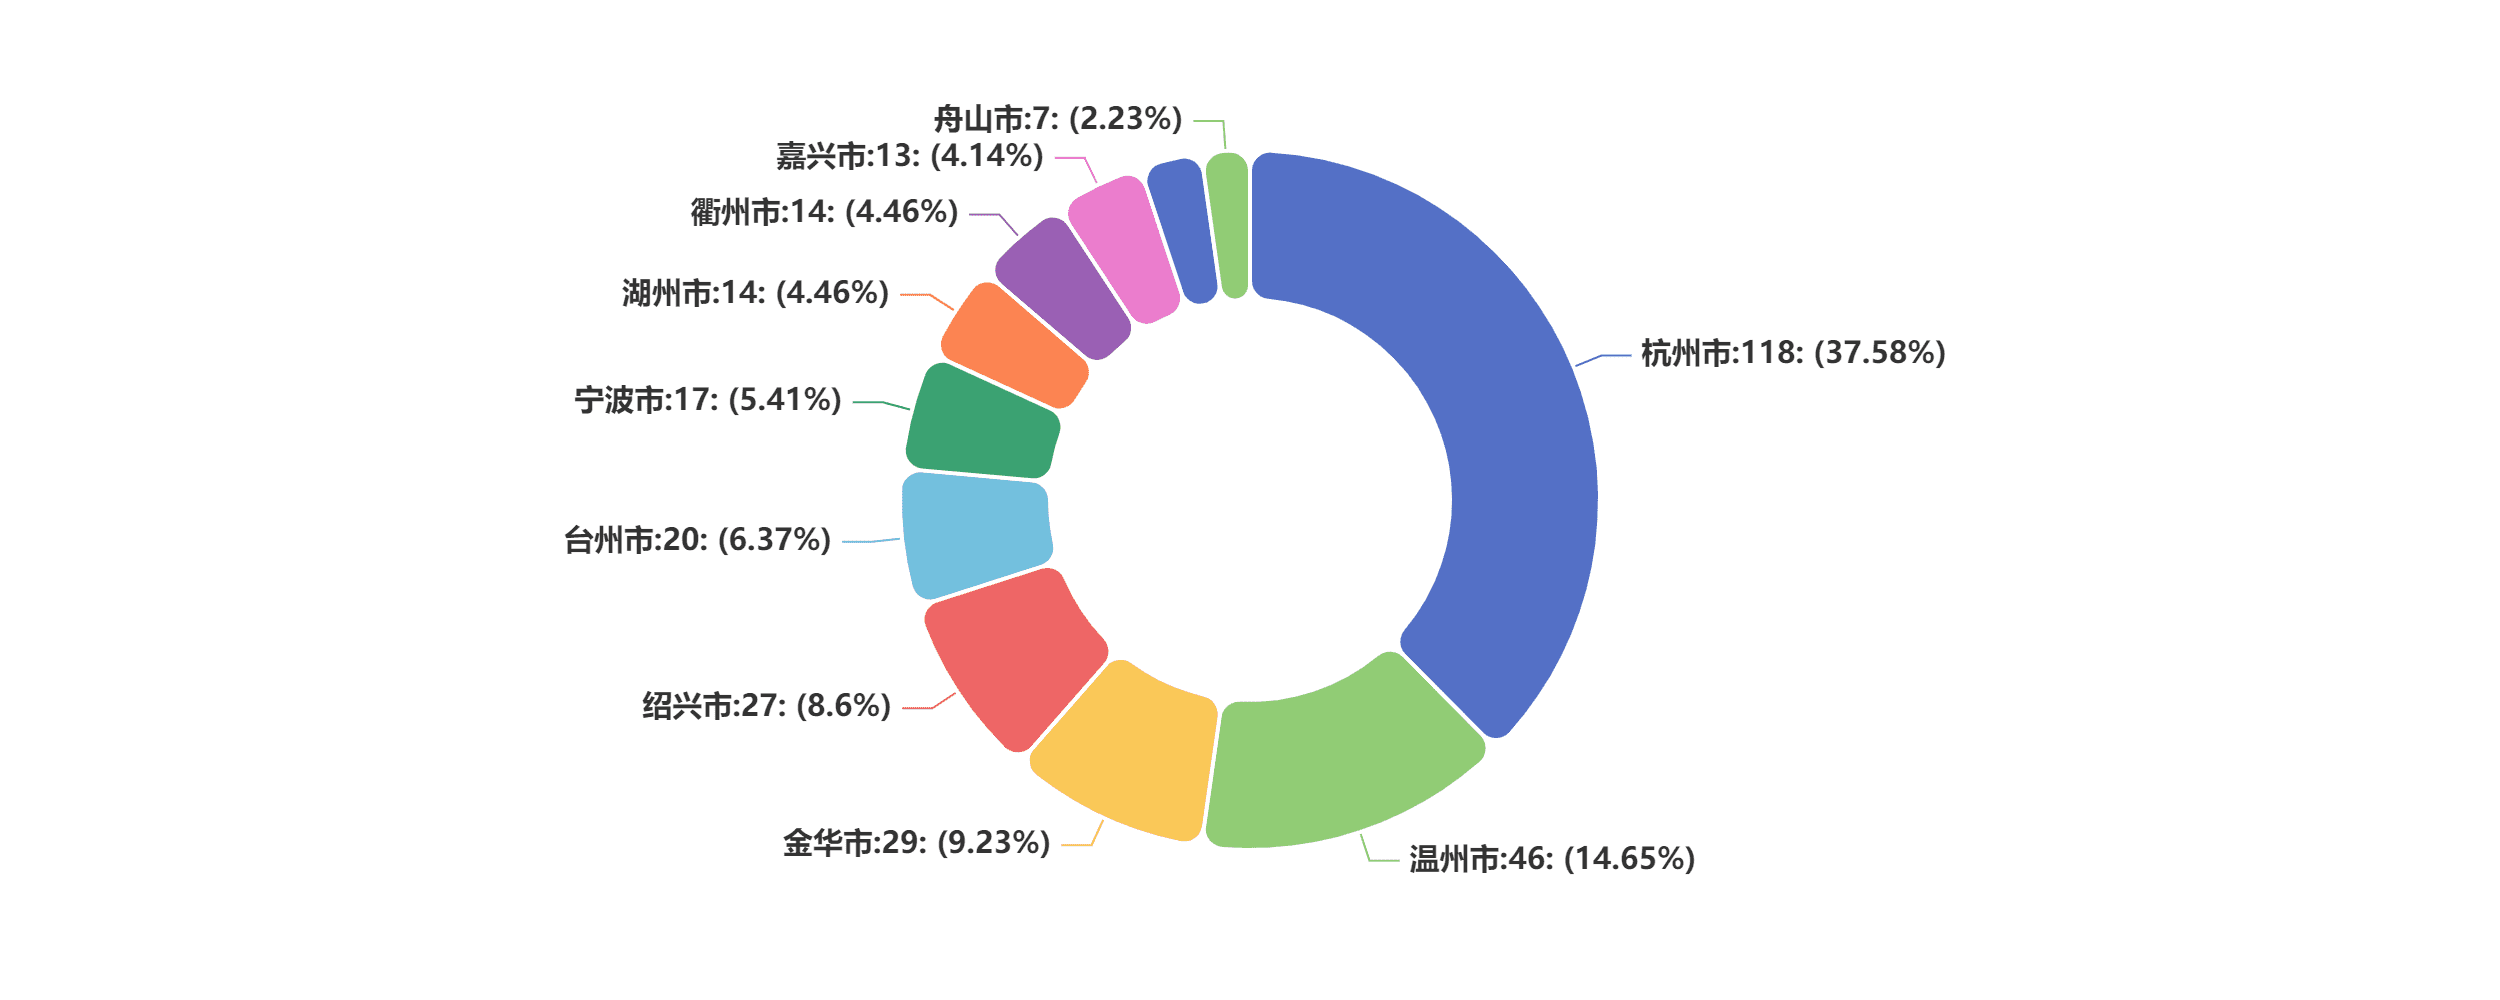 舟山市:7: (2.23%)
嘉兴市:13: (4.14%)
衢州市:14: (4.46%)
湖州市:14: (4.46%)
杭州市:118: (37.58%)
宁波市:17: (5.41%)
台州市:20: (6.37%)
绍兴市:27: (8.6%)
金华市:29: (9.23%)
温州市:46: (14.65%)